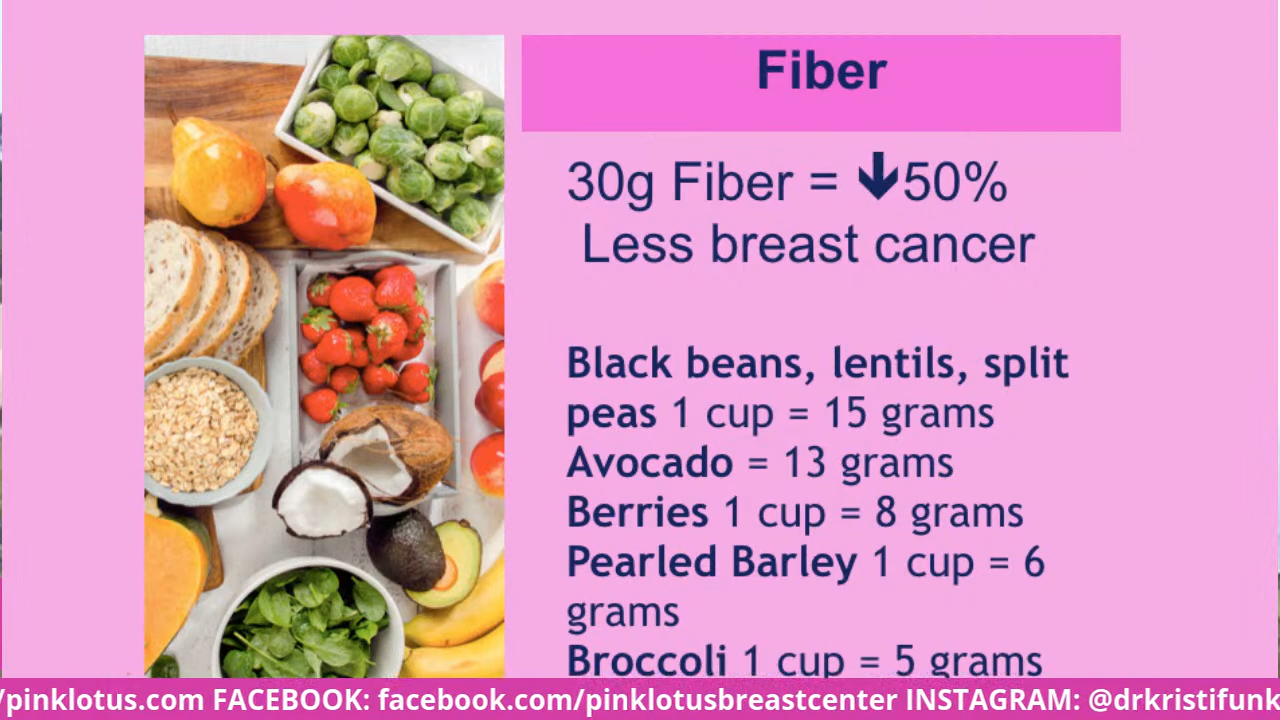 Fiber
30g Fiber = 🡻50%
Less breast cancer
Black beans, lentils, split
peas 1 cup = 15 grams
Avocado = 13 grams
Berries 1 cup = 8 grams
Pearled Barley 1 cup = 6
grams
Broccoli 1 cup = 5 grams
/pinklotus.com FACEBOOK: facebook.com/pinklotusbreastcenter INSTAGRAM: @drkristifunk